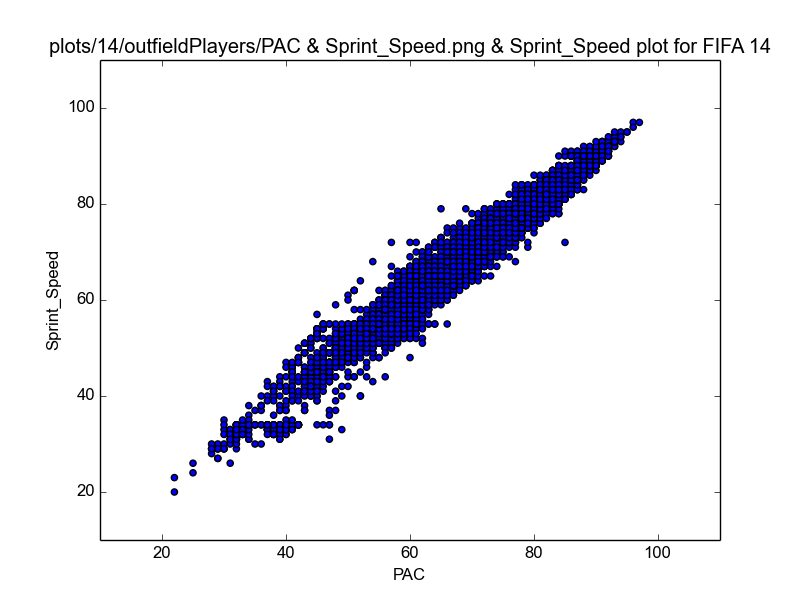 plots/14/outfieldPlayers/PAC & Sprint_Speed.png & Sprint_Speed plot for FIFA 14
100
80
Sprint_Speed
60
40
20
20 40 60 80 100
PAC